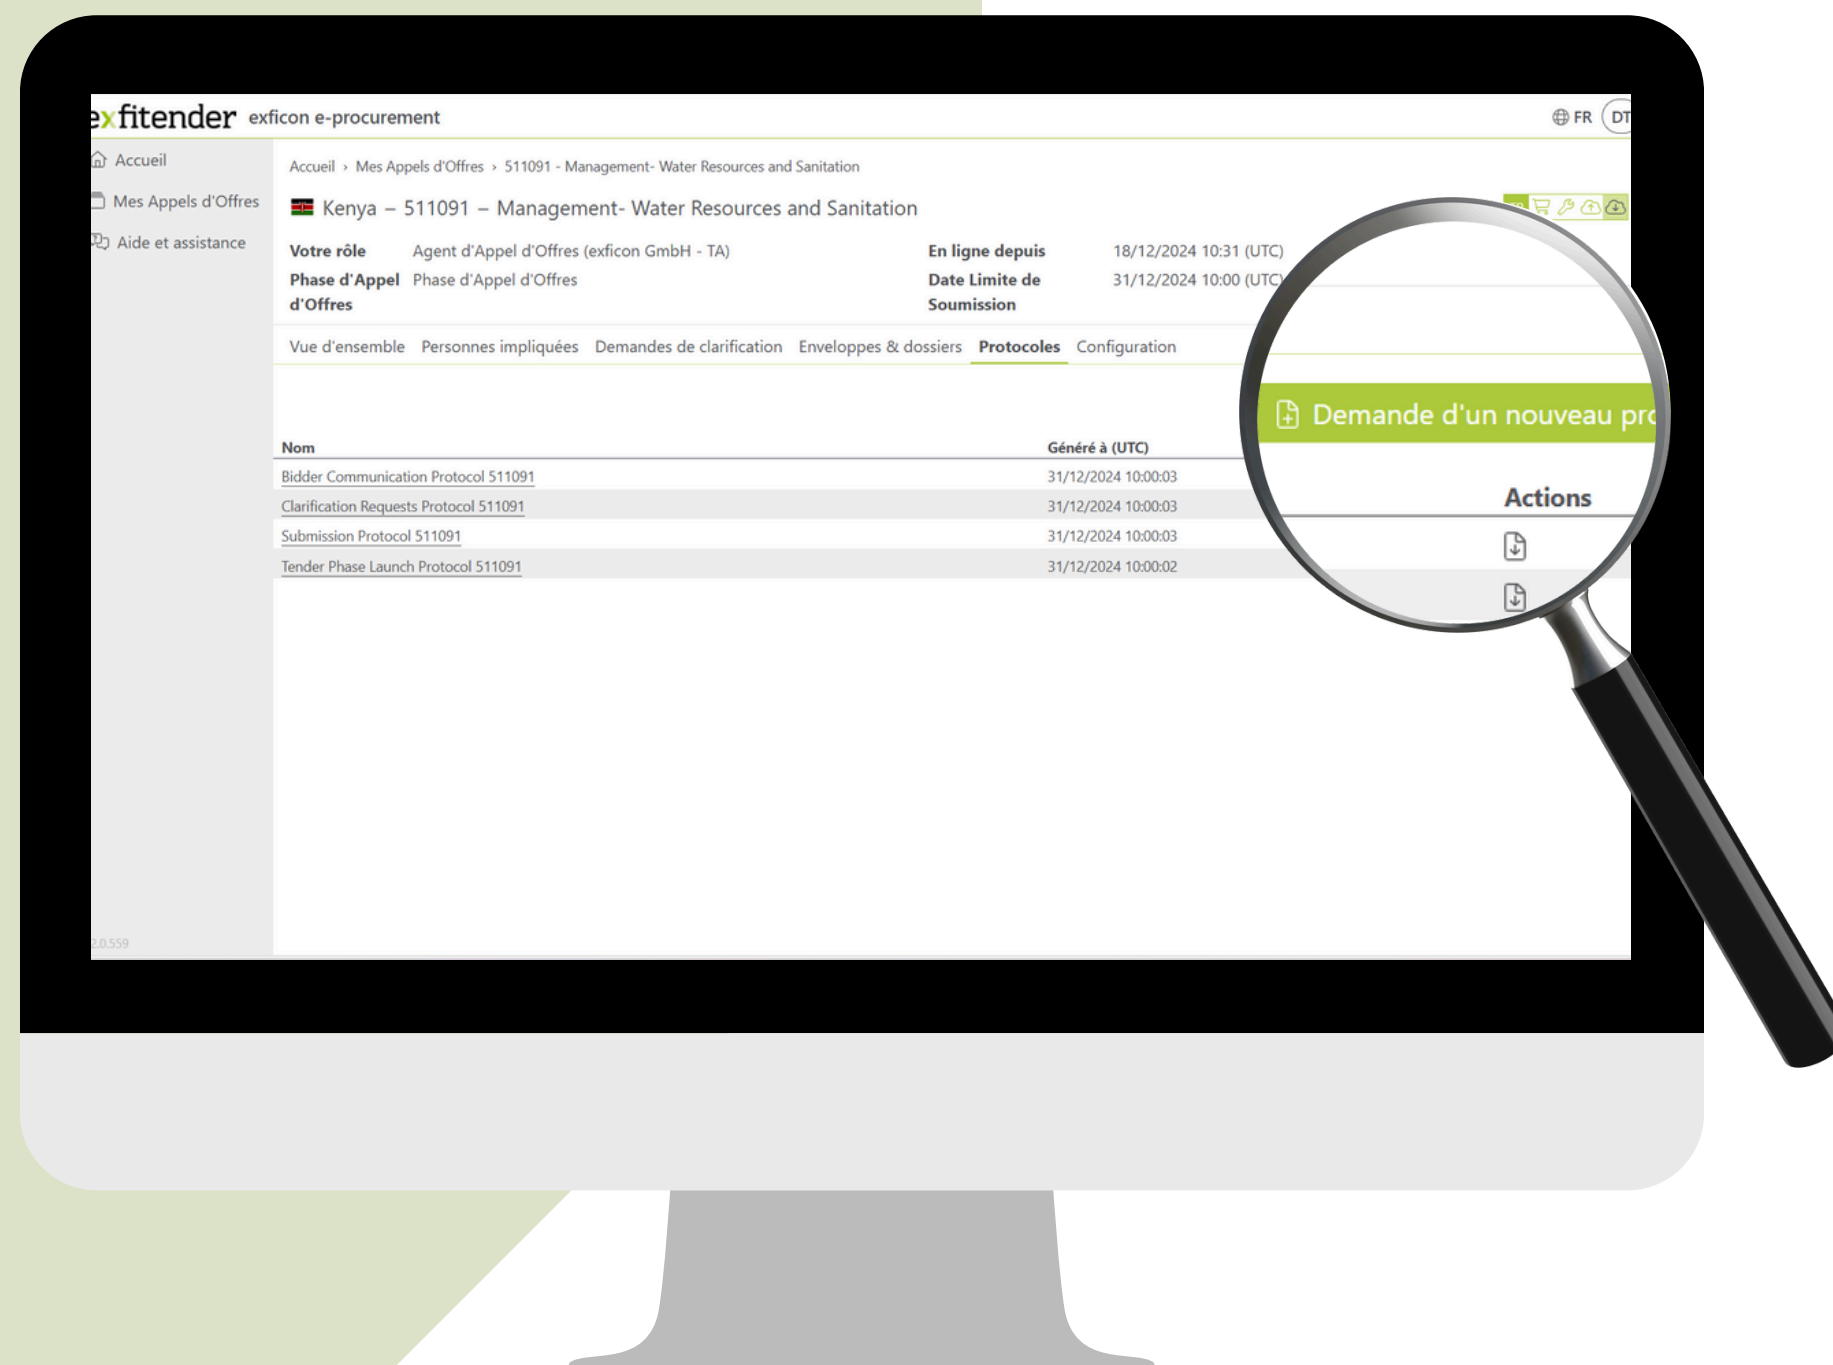 exfitender exficon e-procurement
FR DT
Accueil
Mes Appels d'Offres
Aide et assistance
Accueil › Mes Appels d'Offres › 511091 - Management- Water Resources and Sanitation
Kenya – 511091 – Management- Water Resources and Sanitation
Votre rôle Agent d'Appel d'Offres (exficon GmbH - TA)
En ligne depuis 18/12/2024 10:31 (UTC)
Phase d'Appel d'Offres Phase d'Appel d'Offres
Date Limite de Soumission 31/12/2024 10:00 (UTC)
Vue d'ensemble Personnes impliquées Demandes de clarification Enveloppes & dossiers Protocoles Configuration
Demande d'un nouveau pro
Nom Généré à (UTC) Actions
Bidder Communication Protocol 511091 31/12/2024 10:00:03
Clarification Requests Protocol 511091 31/12/2024 10:00:03
Submission Protocol 511091 31/12/2024 10:00:03
Tender Phase Launch Protocol 511091 31/12/2024 10:00:02
2.0.559